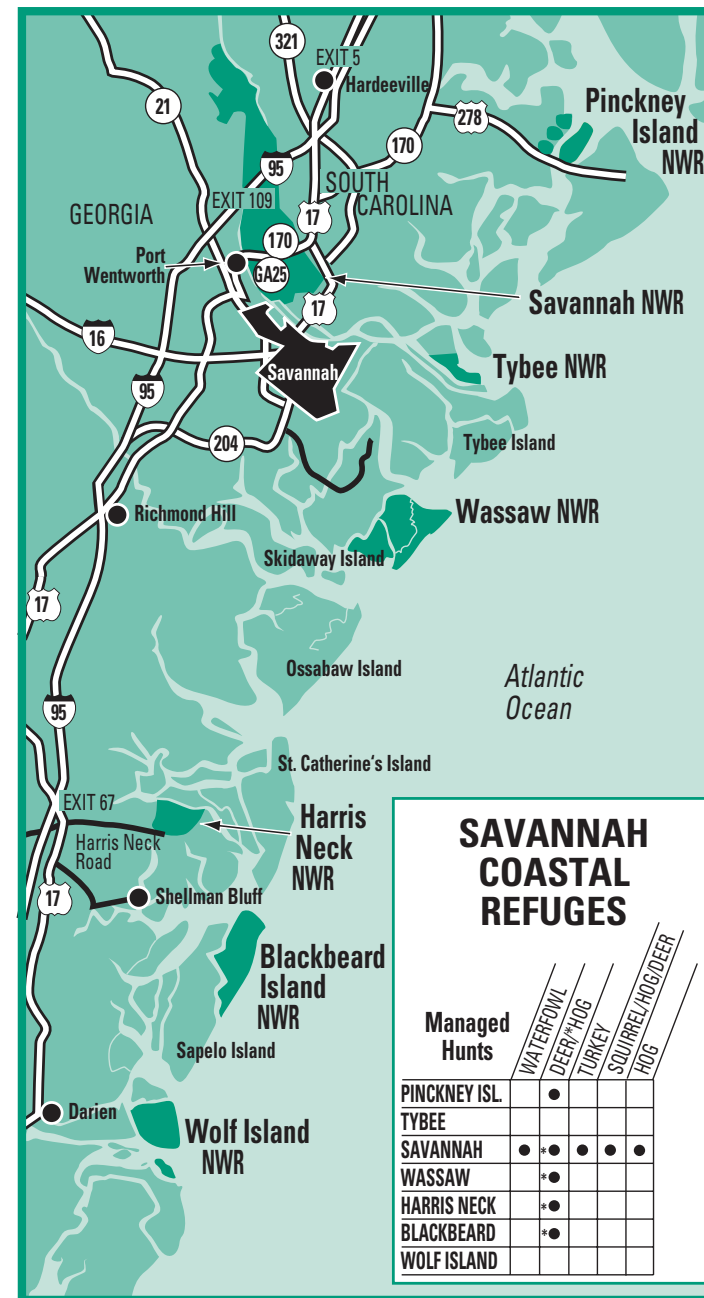 321
EXIT 5
Hardeeville
21
278
Pinckney
Island
NWR
170
95
SOUTH
CAROLINA
EXIT 109
GEORGIA
17
170
Port
Wentworth
GA25
17
Savannah NWR
16
Savannah
Tybee NWR
95
204
Tybee Island
Richmond Hill
Wassaw NWR
Skidaway Island
17
Ossabaw Island
Atlantic
Ocean
95
St. Catherine's Island
EXIT 67
Harris Neck
Road
Harris
Neck
NWR
17
Shellman Bluff
Blackbeard
Island
NWR
Sapelo Island
Darien
Wolf Island
NWR
SAVANNAH
COASTAL
REFUGES
Managed
Hunts
WATERFOWL
DEER/*HOG
TURKEY
SQUIRREL/HOG/DEER
HOG
PINCKNEY ISL. ●
TYBEE
SAVANNAH ● *● ● ● ●
WASSAW *●
HARRIS NECK *●
BLACKBEARD *●
WOLF ISLAND